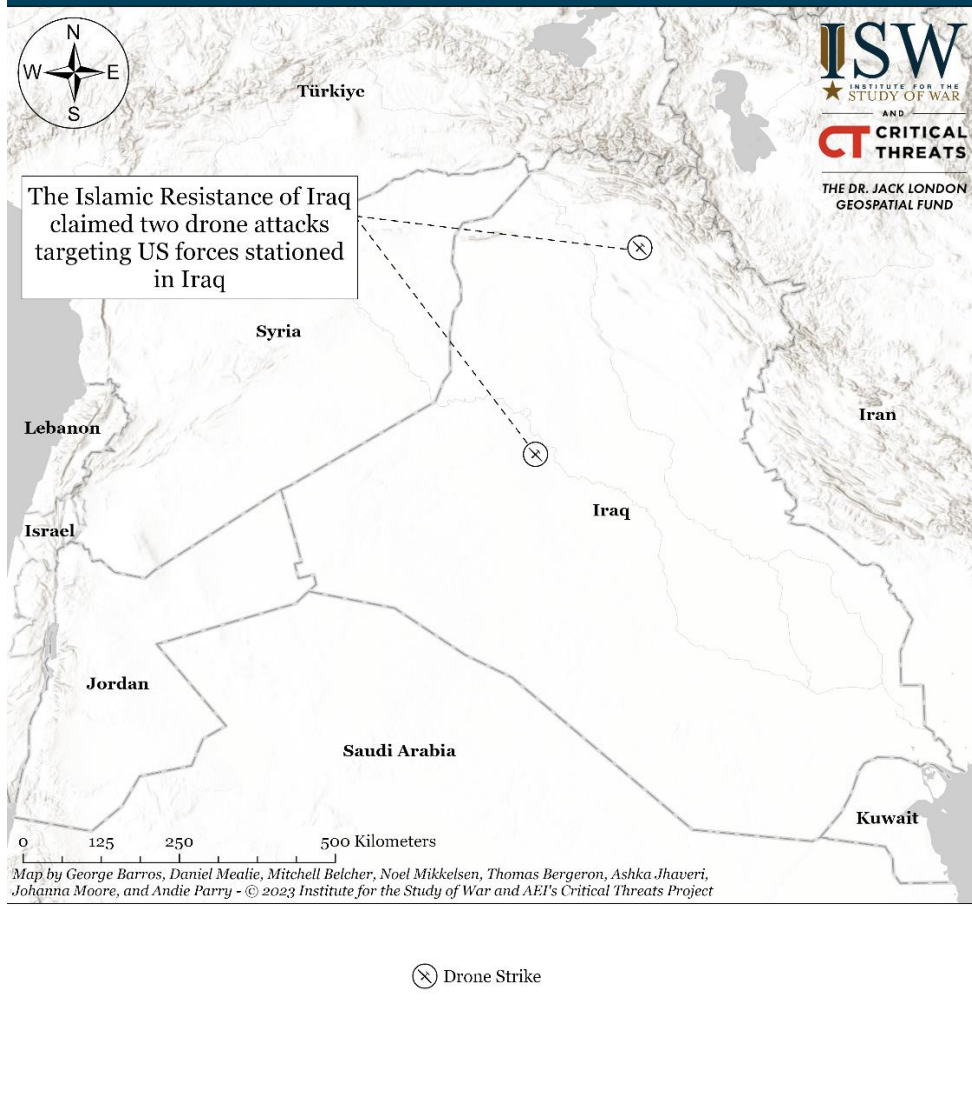 N
W
E
S
ISW
INSTITUTE FOR THE
STUDY OF WAR
AND
CT CRITICAL
THREATS
THE DR. JACK LONDON
GEOSPATIAL FUND
Türkiye
The Islamic Resistance of Iraq
claimed two drone attacks
targeting US forces stationed
in Iraq
Syria
Lebanon
Iran
Israel
Iraq
Jordan
Saudi Arabia
Kuwait
0 125 250 500 Kilometers
Map by George Barros, Daniel Mealie, Mitchell Belcher, Noel Mikkelsen, Thomas Bergeron, Ashka Jhaveri,
Johanna Moore, and Andie Parry - © 2023 Institute for the Study of War and AEI's Critical Threats Project
Drone Strike